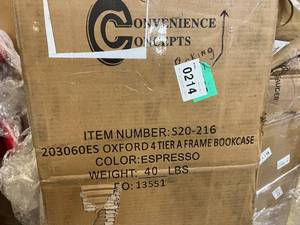 CONVENIENCE
CONCEPTS
0214
ITEM NUMBER: S20-216
203060ES OXFORD 4 TIER A FRAME BOOKCASE
COLOR: ESPRESSO
WEIGHT: 40 LBS
PO: 13551